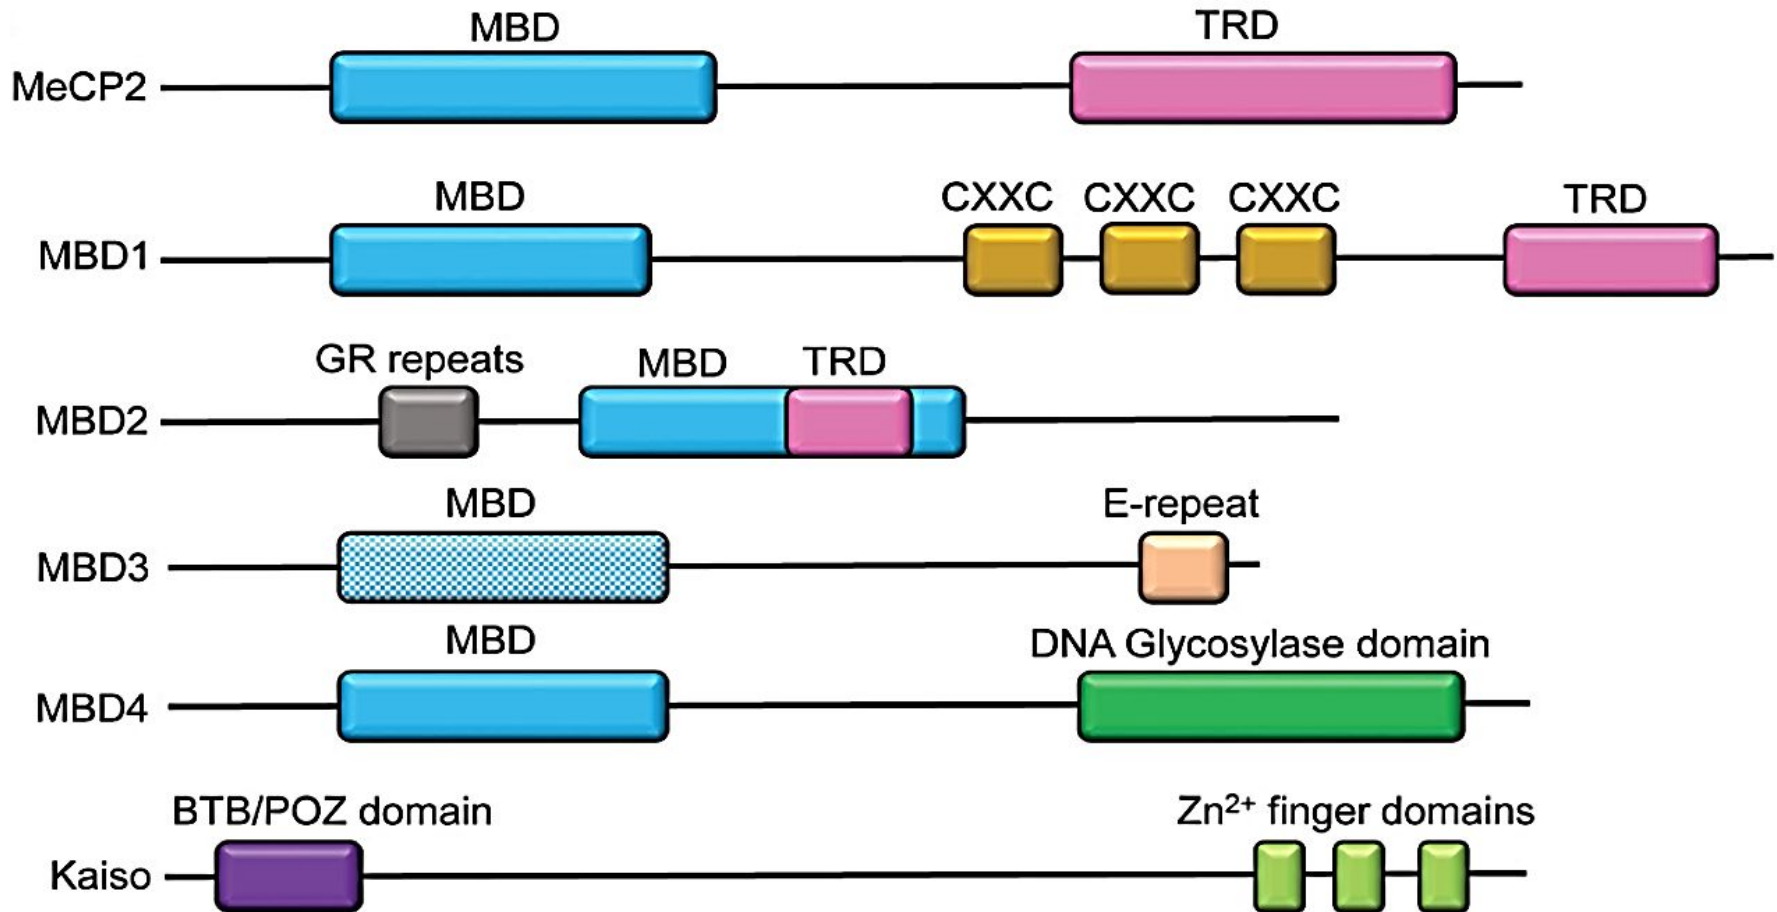 MBD TRD
MeCP2
MBD CXXC CXXC CXXC TRD
MBD1
GR repeats MBD TRD
MBD2
MBD E-repeat
MBD3
MBD DNA Glycosylase domain
MBD4
BTB/POZ domain Zn²⁺ finger domains
Kaiso